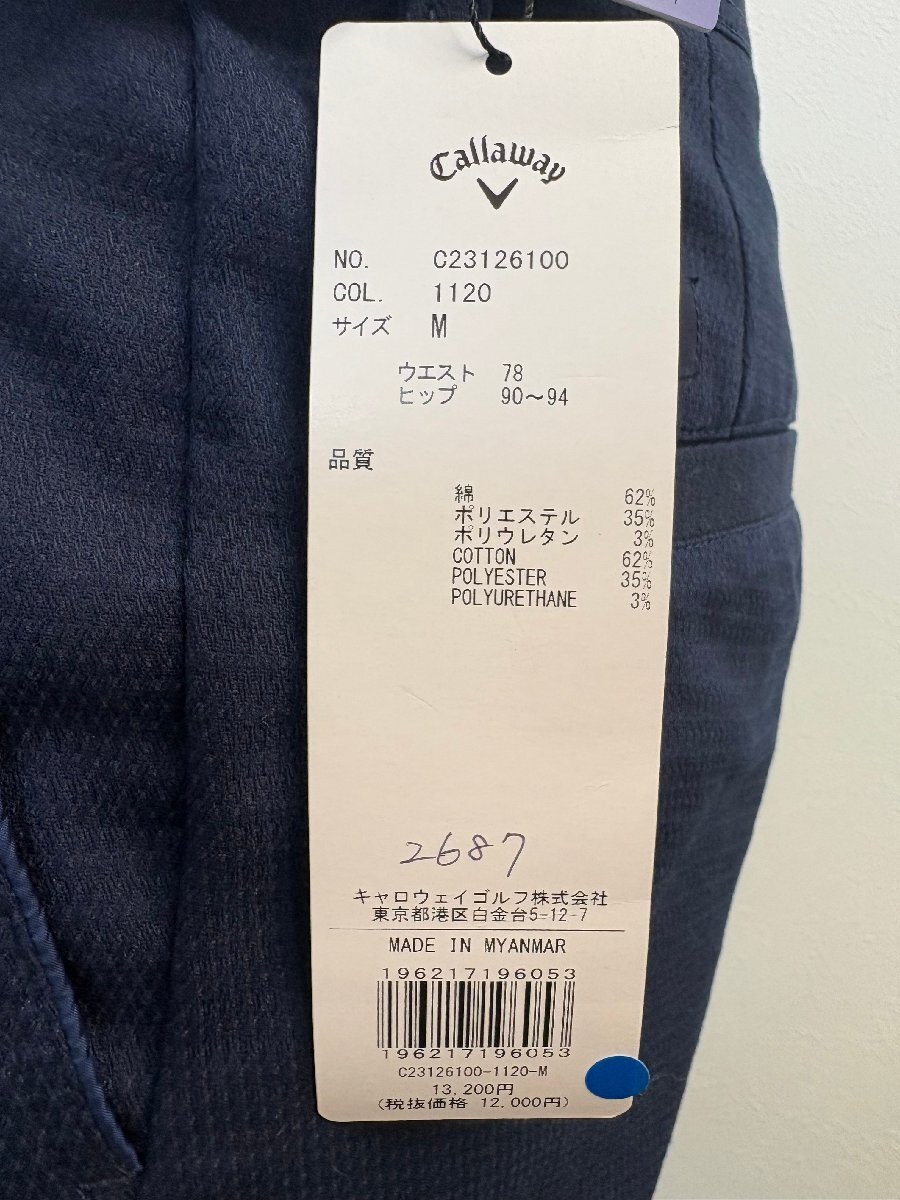 Callaway
NO. C23126100
COL. 1120
サイズ M
ウエスト 78
ヒップ 90〜94
品質
綿 62%
ポリエステル 35%
ポリウレタン 3%
COTTON 62%
POLYESTER 35%
POLYURETHANE 3%
2687
キャロウェイゴルフ株式会社
東京都港区白金台5-12-7
MADE IN MYANMAR
196217196053
196217196053
C23126100-1120-M
13,200円
(税抜価格 12,000円)